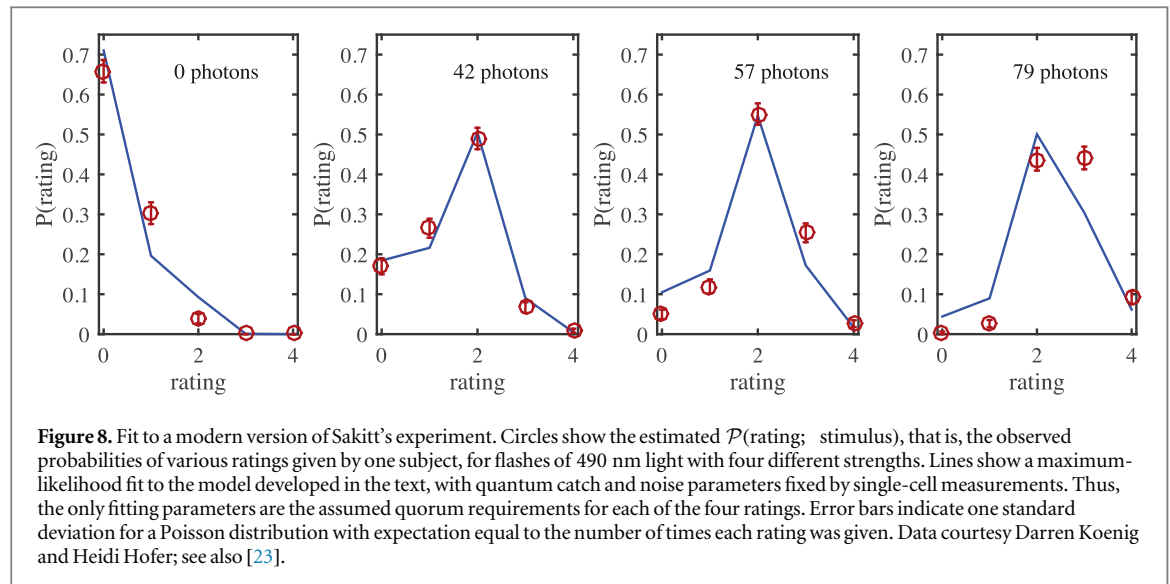 0 photons
0.7
0.6
0.5
0.4
0.3
0.2
0.1
0
P(rating)
0 2 4
rating
42 photons
0.7
0.6
0.5
0.4
0.3
0.2
0.1
0
P(rating)
0 2 4
rating
57 photons
0.7
0.6
0.5
0.4
0.3
0.2
0.1
0
P(rating)
0 2 4
rating
79 photons
0.7
0.6
0.5
0.4
0.3
0.2
0.1
0
P(rating)
0 2 4
rating
Figure 8. Fit to a modern version of Sakitt's experiment. Circles show the estimated 𝒫(rating; stimulus), that is, the observed
probabilities of various ratings given by one subject, for flashes of 490 nm light with four different strengths. Lines show a maximum-
likelihood fit to the model developed in the text, with quantum catch and noise parameters fixed by single-cell measurements. Thus,
the only fitting parameters are the assumed quorum requirements for each of the four ratings. Error bars indicate one standard
deviation for a Poisson distribution with expectation equal to the number of times each rating was given. Data courtesy Darren Koenig
and Heidi Hofer; see also [23].